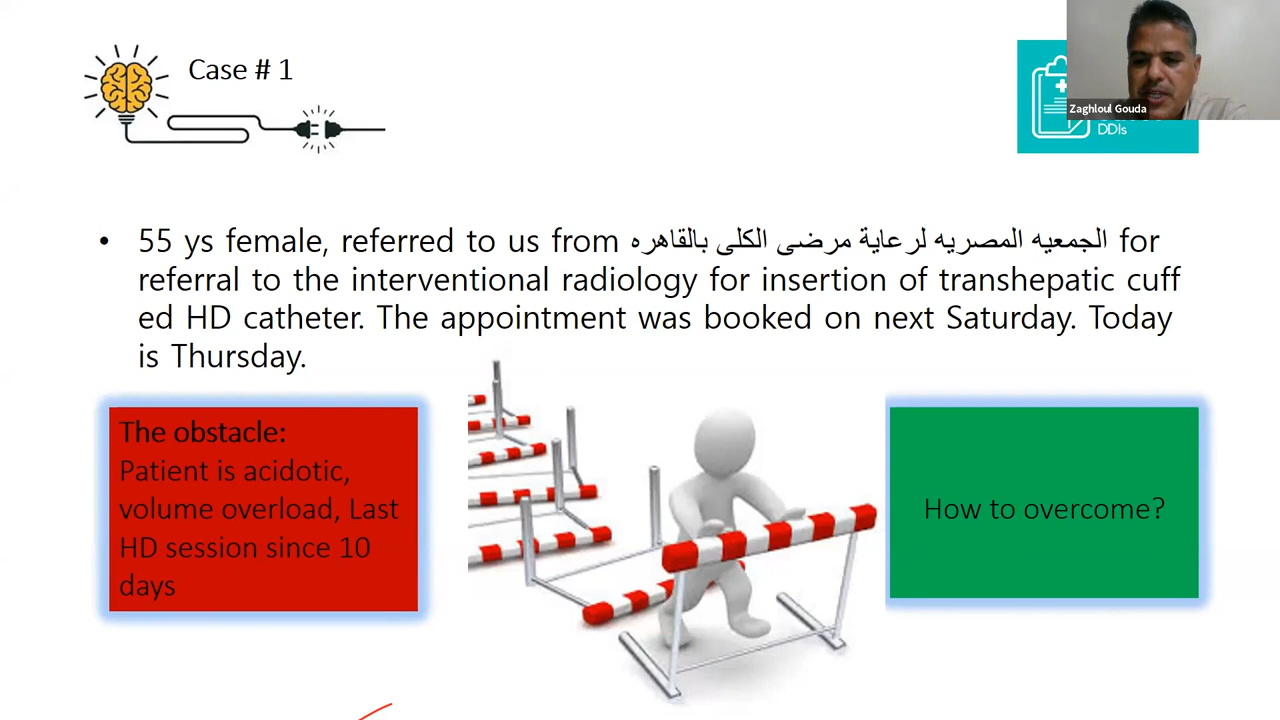 Case # 1
Zaghloul Gouda
DDIs
• 55 ys female, referred to us from الجمعيه المصريه لرعاية مرضى الكلى بالقاهره for
referral to the interventional radiology for insertion of transhepatic cuff
ed HD catheter. The appointment was booked on next Saturday. Today
is Thursday.
The obstacle:
Patient is acidotic,
volume overload, Last
HD session since 10
days
How to overcome?